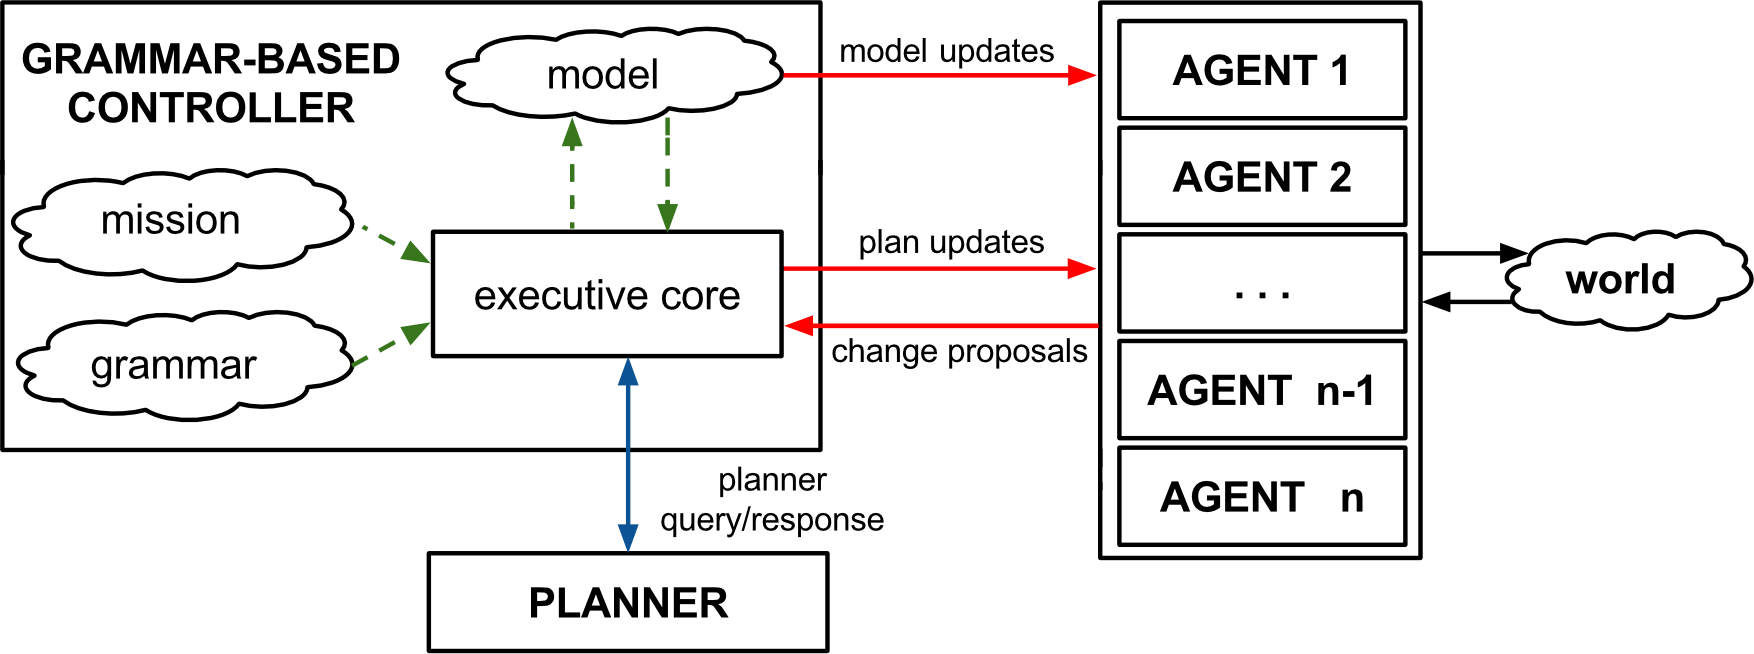 GRAMMAR-BASED
CONTROLLER
model
mission
grammar
executive core
model updates
plan updates
change proposals
planner
query/response
PLANNER
AGENT 1
AGENT 2
. . .
AGENT n-1
AGENT n
world